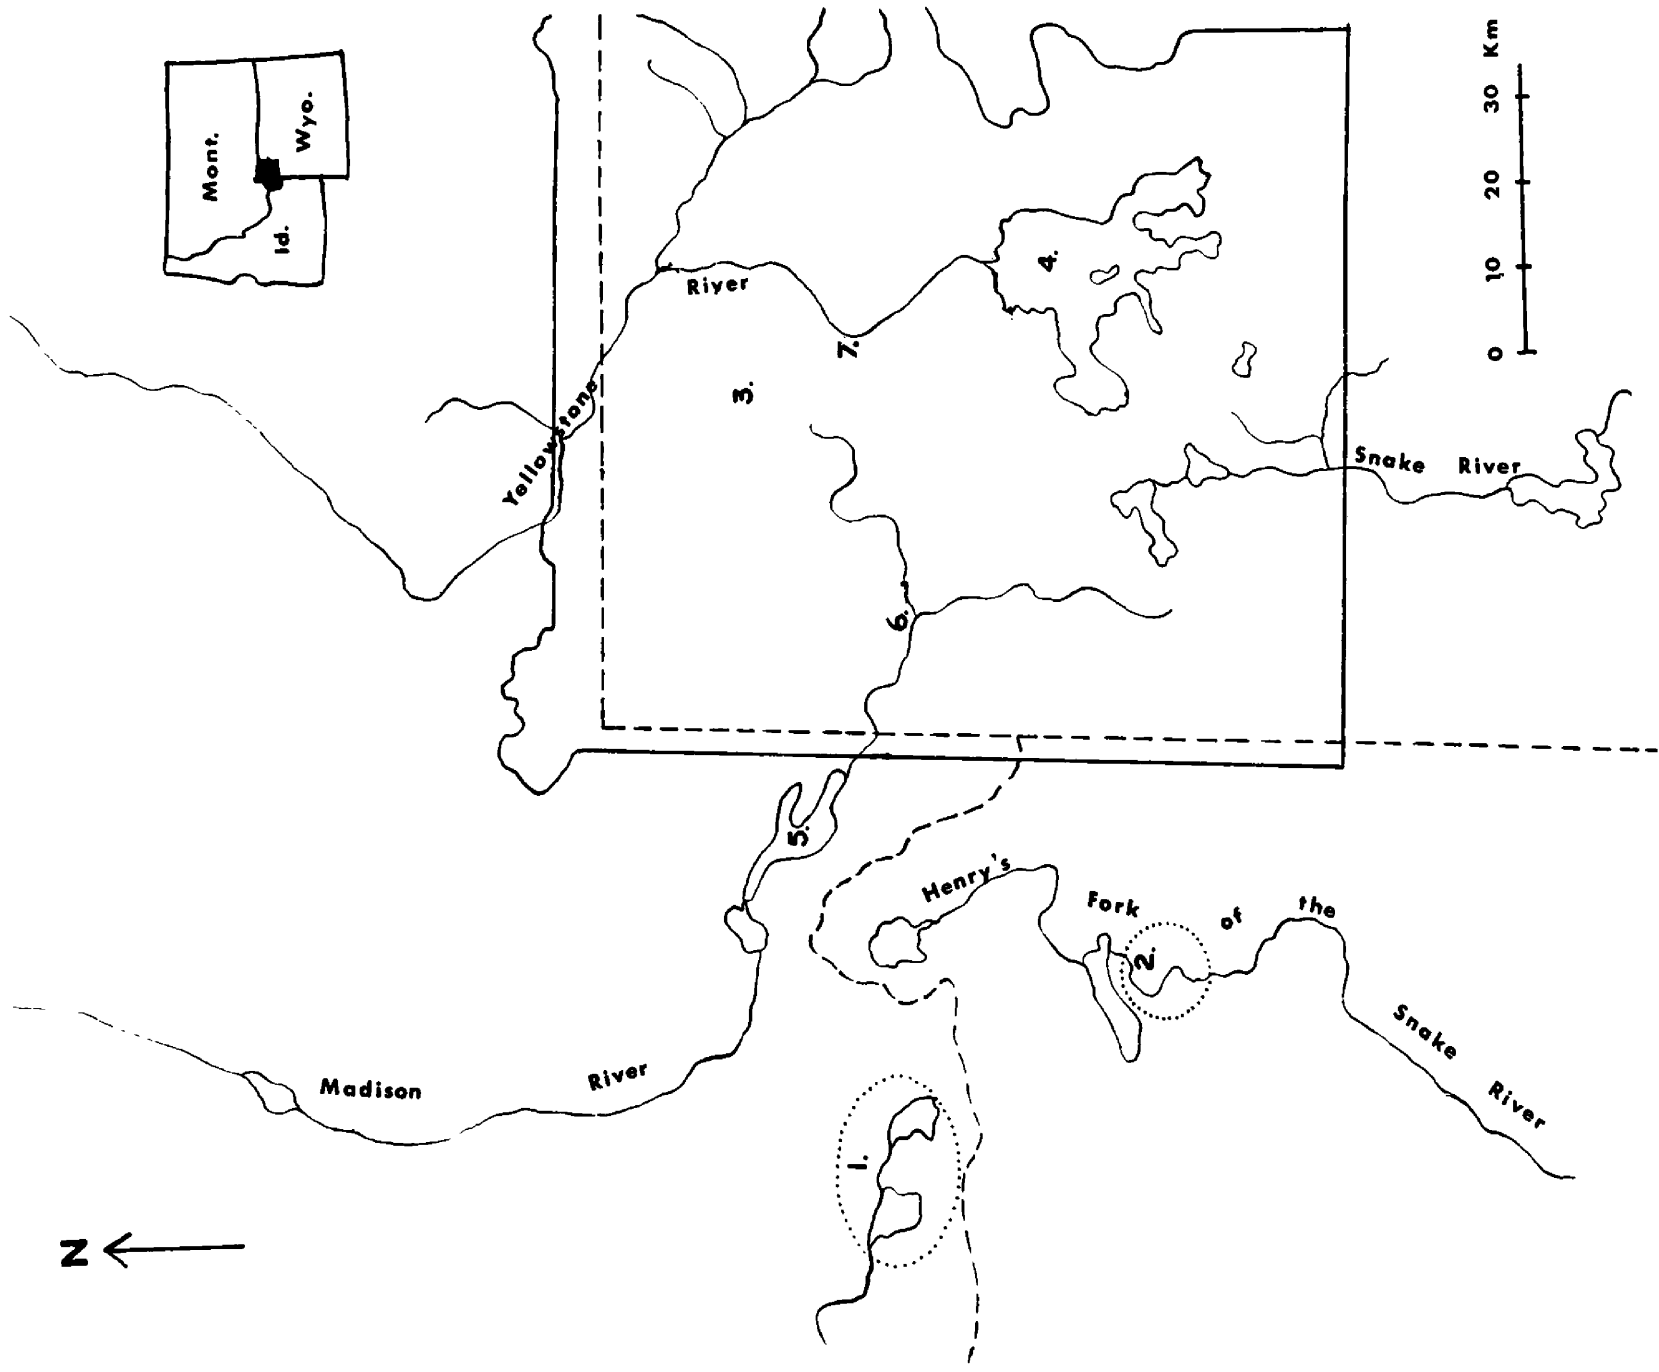 N
Mont.
Wyo.
Id.
Yellowstone
River
Madison
River
Henry's
Fork
of
the
Snake
River
Snake River
1.
2.
3.
4.
5.
6.
7.
0 10 20 30 Km